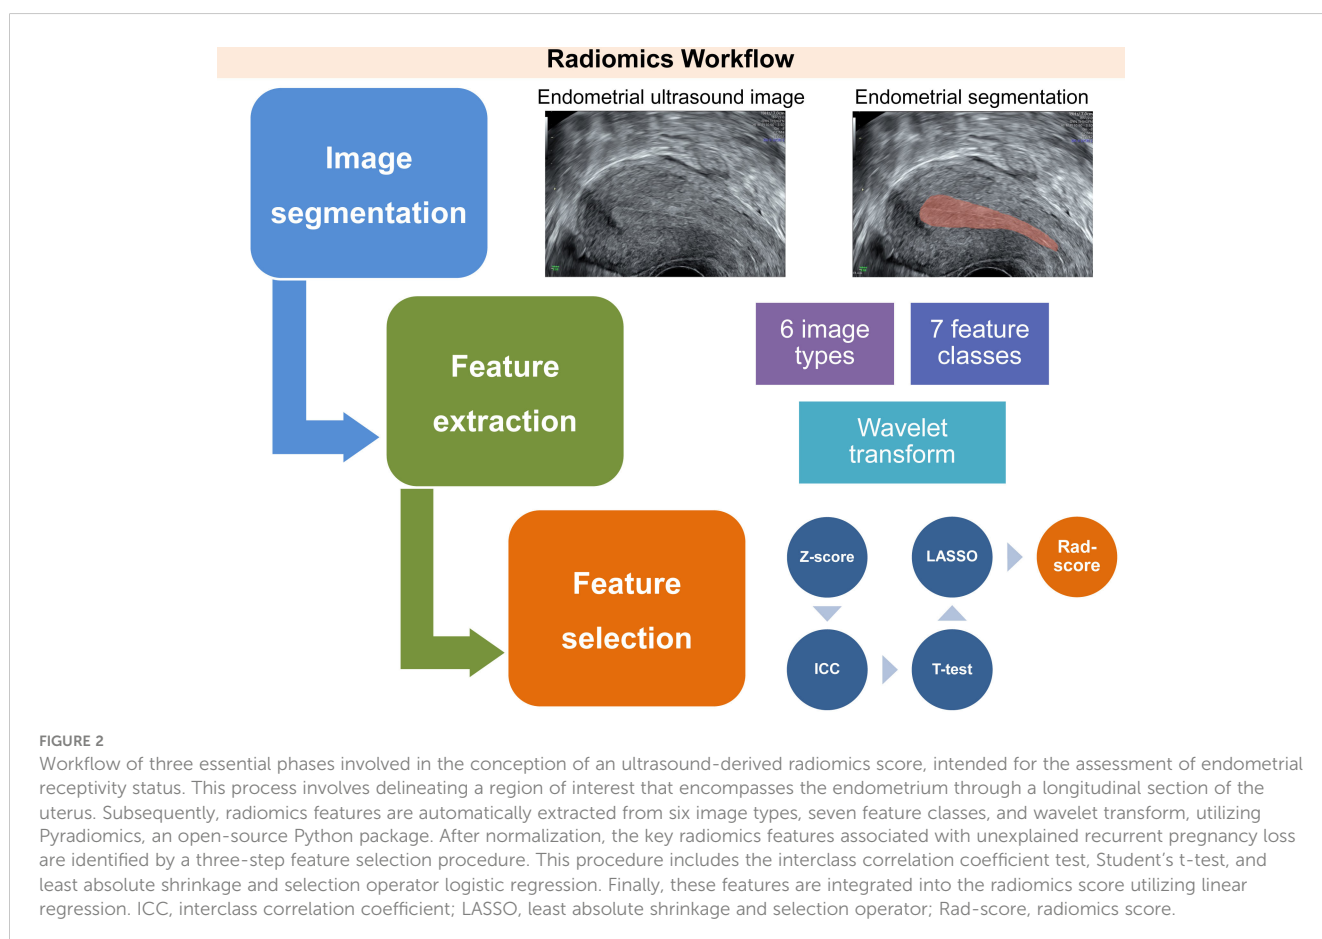 Radiomics Workflow
Image
segmentation
Endometrial ultrasound image
Endometrial segmentation
Feature
extraction
6 image
types
7 feature
classes
Wavelet
transform
Feature
selection
Z-score
ICC
T-test
LASSO
Rad-
score
FIGURE 2
Workflow of three essential phases involved in the conception of an ultrasound-derived radiomics score, intended for the assessment of endometrial
receptivity status. This process involves delineating a region of interest that encompasses the endometrium through a longitudinal section of the
uterus. Subsequently, radiomics features are automatically extracted from six image types, seven feature classes, and wavelet transform, utilizing
Pyradiomics, an open-source Python package. After normalization, the key radiomics features associated with unexplained recurrent pregnancy loss
are identified by a three-step feature selection procedure. This procedure includes the interclass correlation coefficient test, Student’s t-test, and
least absolute shrinkage and selection operator logistic regression. Finally, these features are integrated into the radiomics score utilizing linear
regression. ICC, interclass correlation coefficient; LASSO, least absolute shrinkage and selection operator; Rad-score, radiomics score.